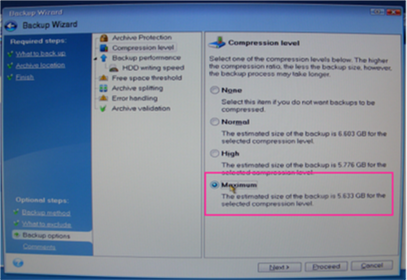 Backup Wizard
Backup Wizard
Required steps:
What to back up
Archive location
Finish
Optional steps:
Backup method
What to exclude
Backup options
Comments
Archive Protection
Compression level
Backup performance
HDD writing speed
Free space threshold
Archive splitting
Error handling
Archive validation
Compression level
Select one of the compression levels below. The higher
the compression ratio, the less the backup size, however,
the backup process may take longer.
None
Select this item if you do not want backups to be
compressed.
Normal
The estimated size of the backup is 6.883 GB for the
selected compression level.
High
The estimated size of the backup is 5.776 GB for the
selected compression level.
Maximum
The estimated size of the backup is 5.633 GB for the
selected compression level.
Next >
Proceed
Cancel